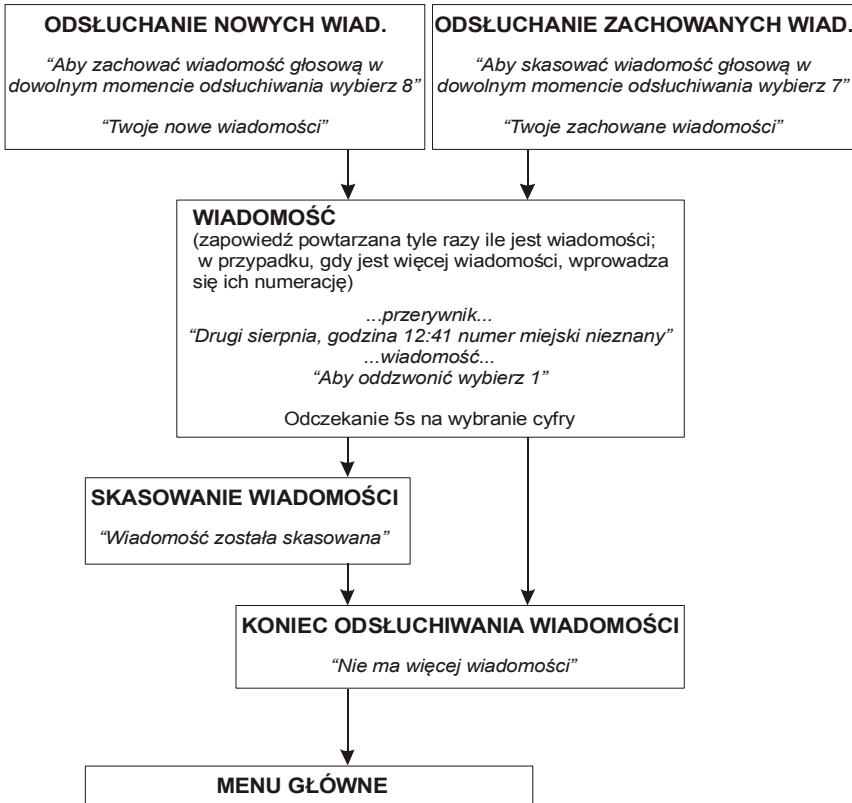 ODSŁUCHANIE NOWYCH WIAD.
“Aby zachować wiadomość głosową w
dowolnym momencie odsłuchiwania wybierz 8”
“Twoje nowe wiadomości”
ODSŁUCHANIE ZACHOWANYCH WIAD.
“Aby skasować wiadomość głosową w
dowolnym momencie odsłuchiwania wybierz 7”
“Twoje zachowane wiadomości”
WIADOMOŚĆ
(zapowiedź powtarzana tyle razy ile jest wiadomości;
w przypadku, gdy jest więcej wiadomości, wprowadza
się ich numerację)
...przerywnik...
“Drugi sierpnia, godzina 12:41 numer miejski nieznany”
...wiadomość...
“Aby oddzwonić wybierz 1”
Odczekanie 5s na wybranie cyfry
SKASOWANIE WIADOMOŚCI
“Wiadomość została skasowana”
KONIEC ODSŁUCHIWANIA WIADOMOŚCI
“Nie ma więcej wiadomości”
MENU GŁÓWNE